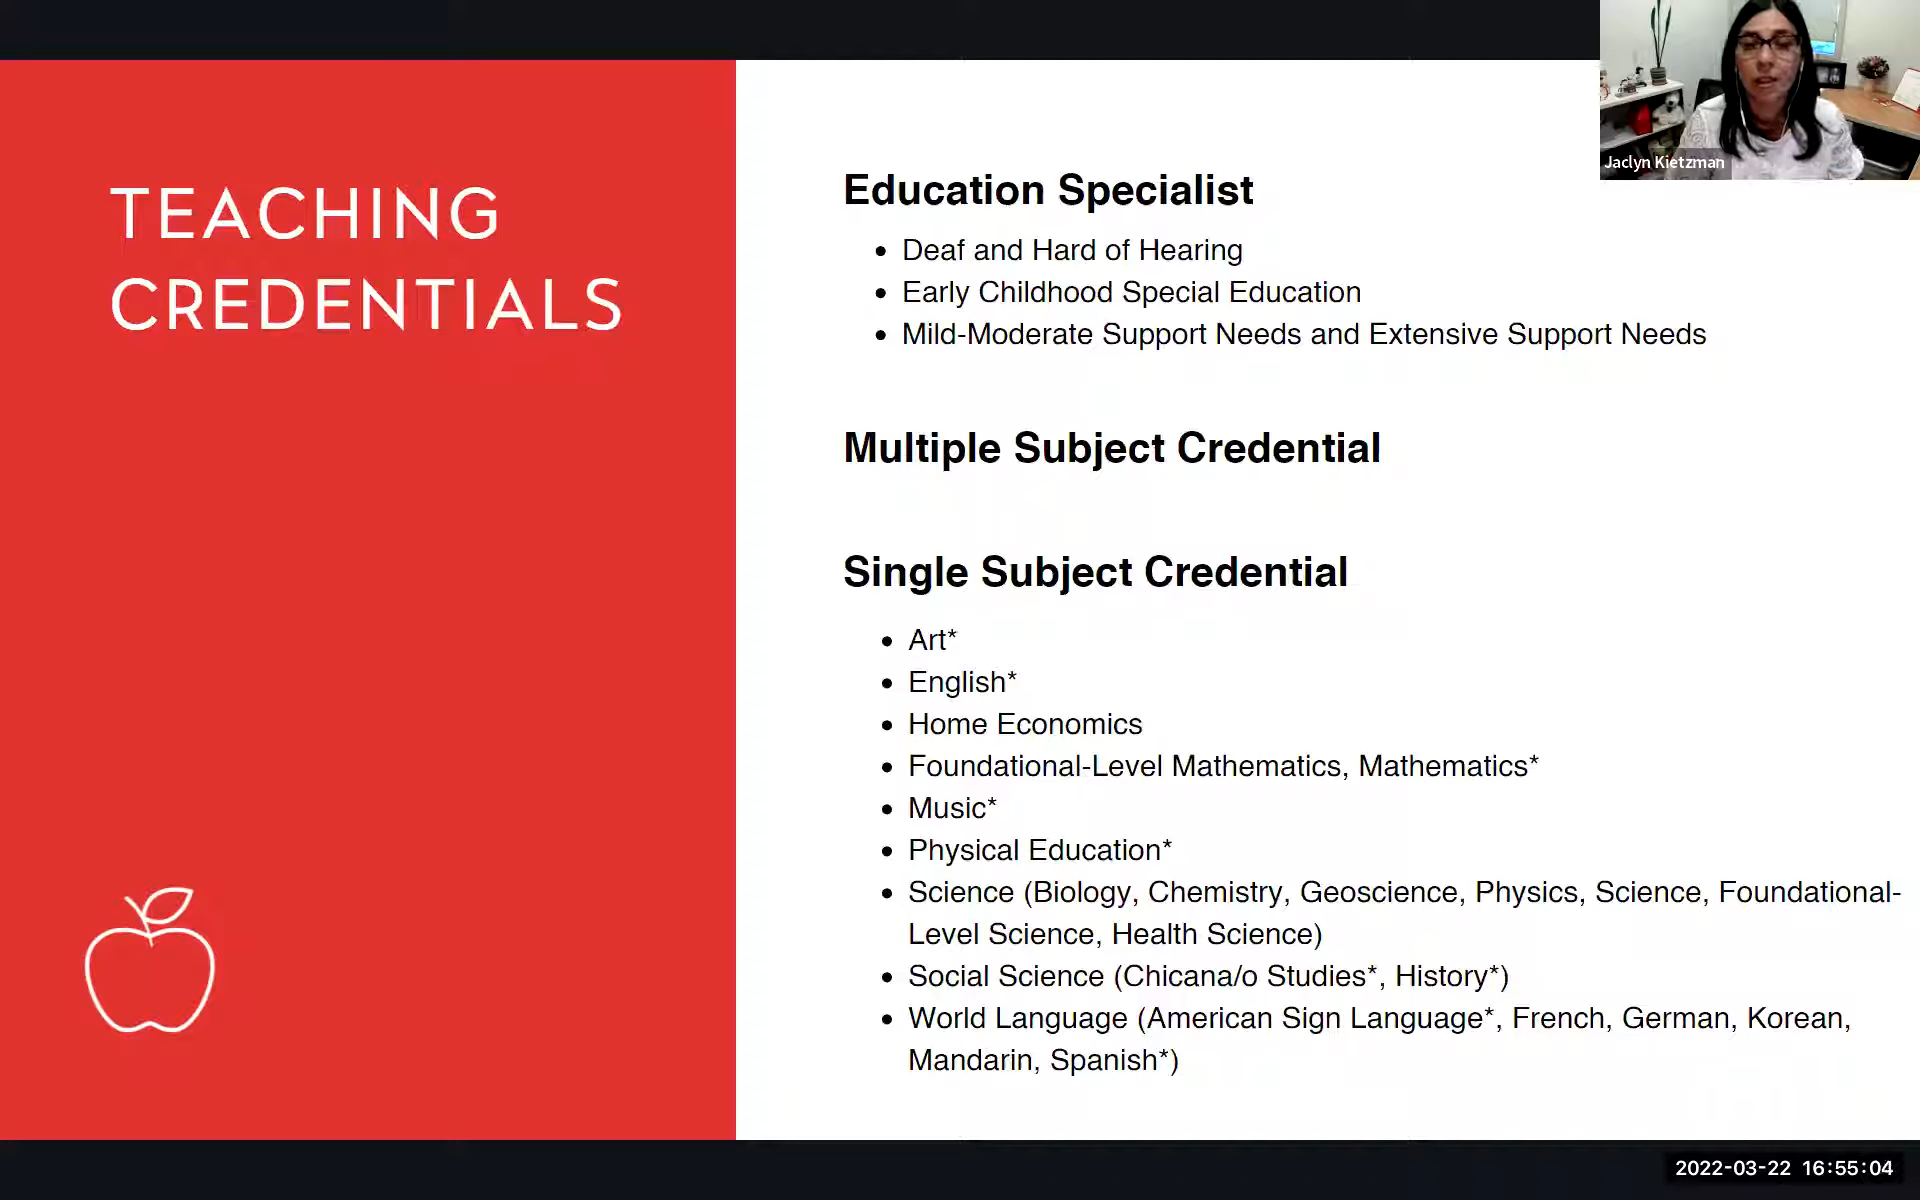 Jaclyn Kietzman
TEACHING
CREDENTIALS
Education Specialist
• Deaf and Hard of Hearing
• Early Childhood Special Education
• Mild-Moderate Support Needs and Extensive Support Needs
Multiple Subject Credential
Single Subject Credential
• Art*
• English*
• Home Economics
• Foundational-Level Mathematics, Mathematics*
• Music*
• Physical Education*
• Science (Biology, Chemistry, Geoscience, Physics, Science, Foundational-
Level Science, Health Science)
• Social Science (Chicana/o Studies*, History*)
• World Language (American Sign Language*, French, German, Korean,
Mandarin, Spanish*)
2022-03-22 16:55:04